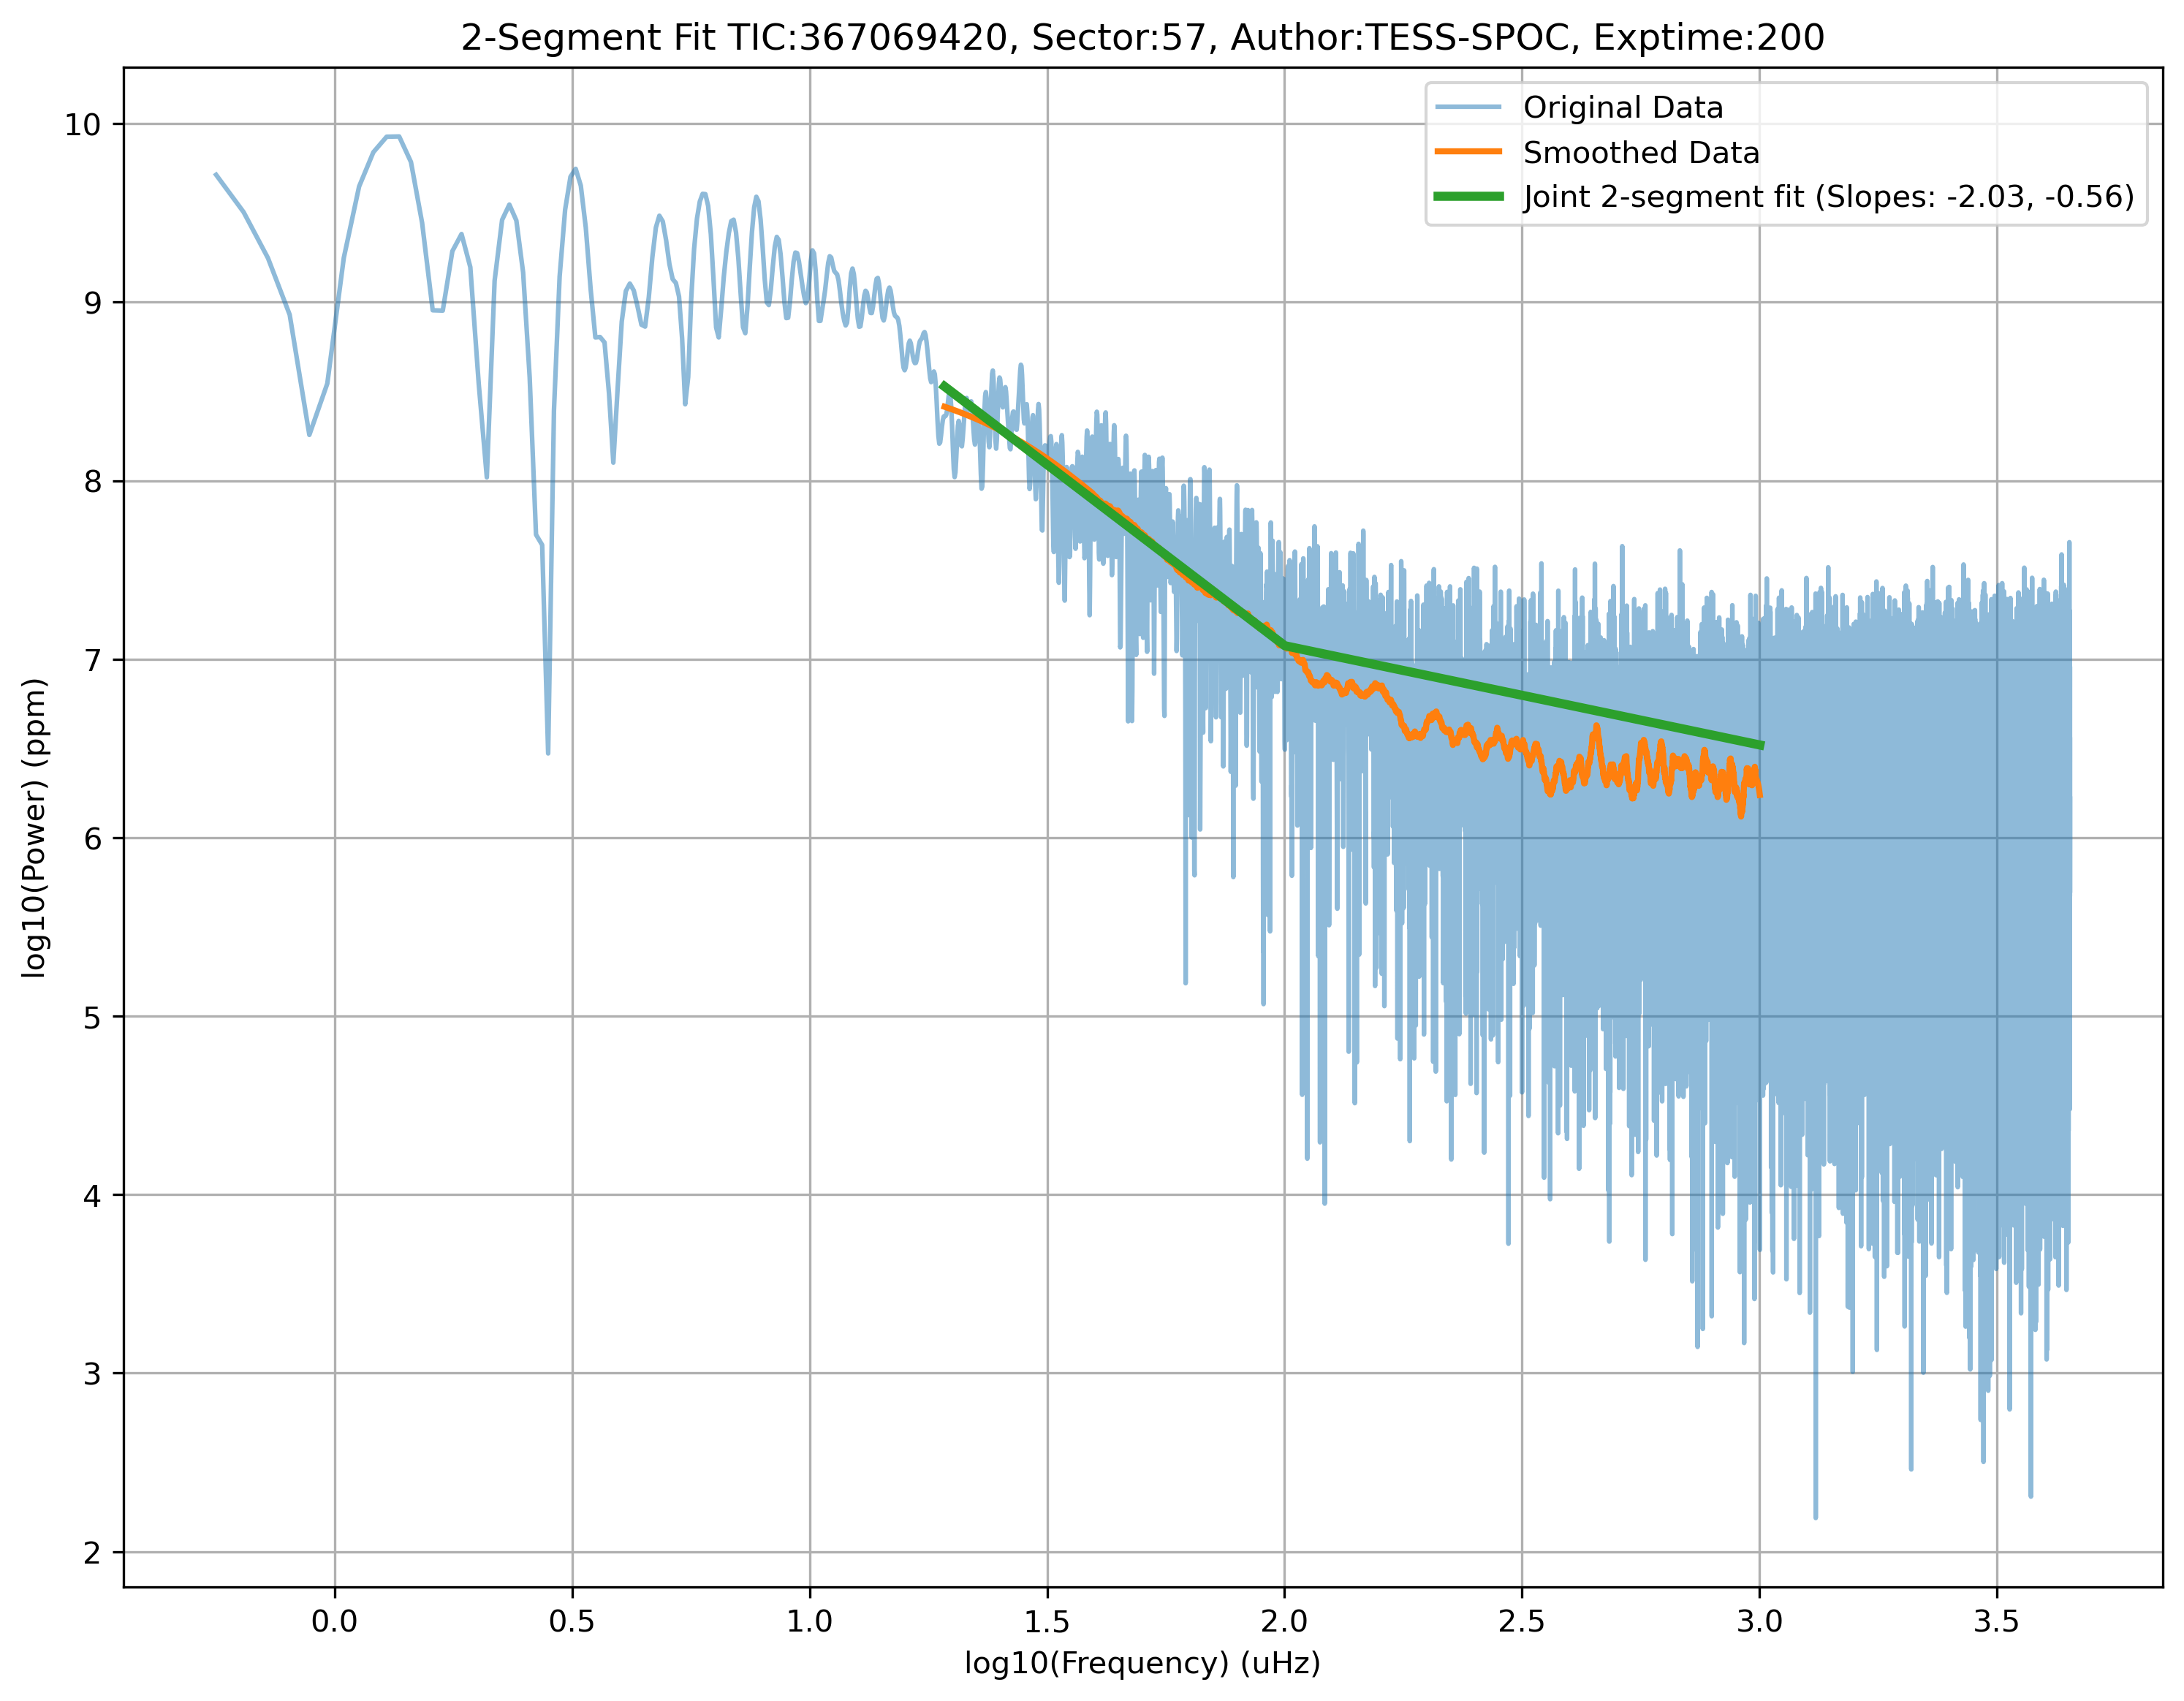 2-Segment Fit TIC:367069420, Sector:57, Author:TESS-SPOC, Exptime:200
Original Data
Smoothed Data
Joint 2-segment fit (Slopes: -2.03, -0.56)
log10(Power) (ppm)
10
9
8
7
6
5
4
3
2
0.0 0.5 1.0 1.5 2.0 2.5 3.0 3.5
log10(Frequency) (uHz)